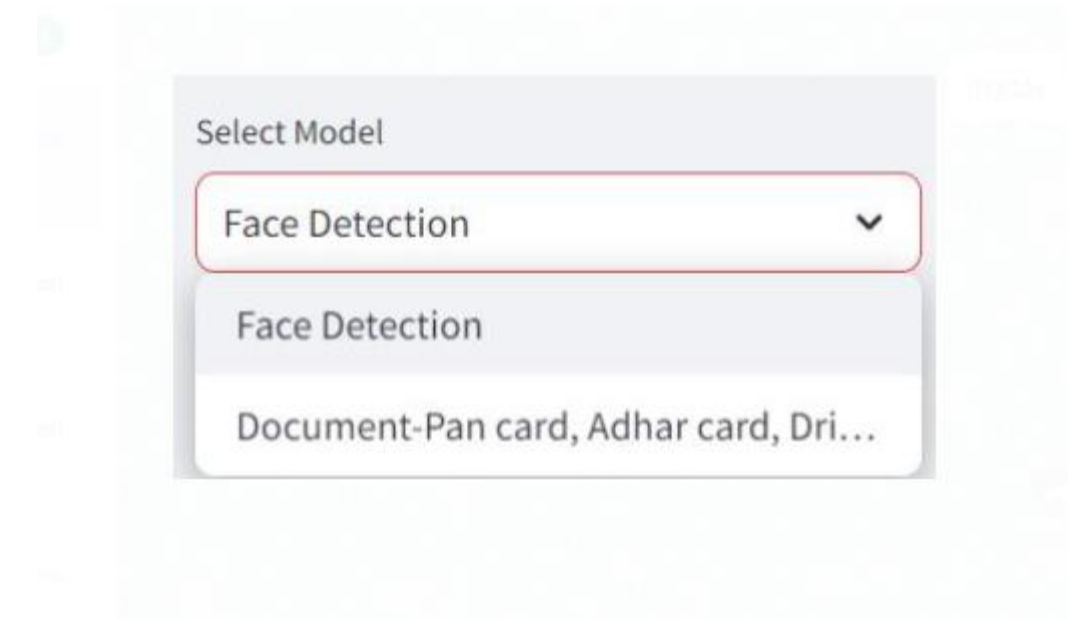 Select Model
Face Detection
Face Detection
Document-Pan card, Adhar card, Dri...